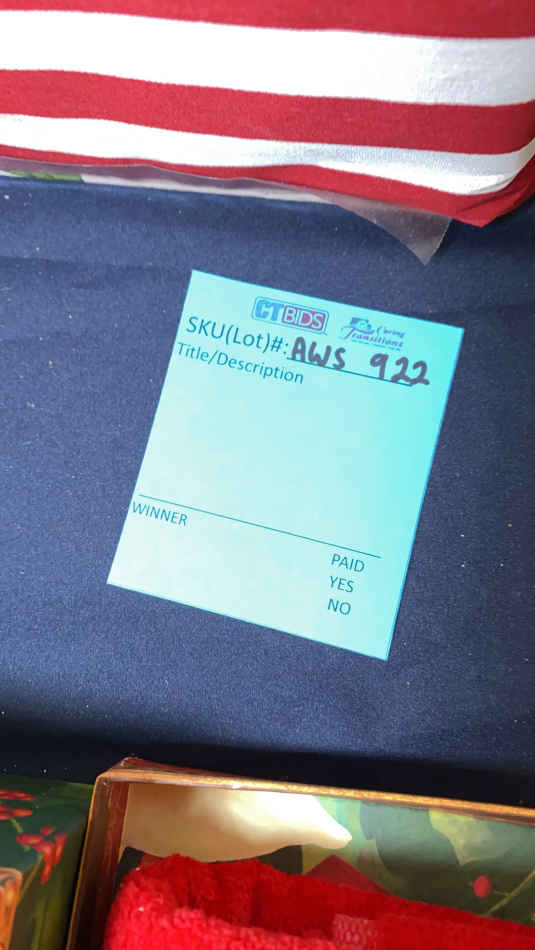 CTBIDS
Caring
Transitions
SKU(Lot)#: AWS 922
Title/Description
WINNER
PAID
YES
NO